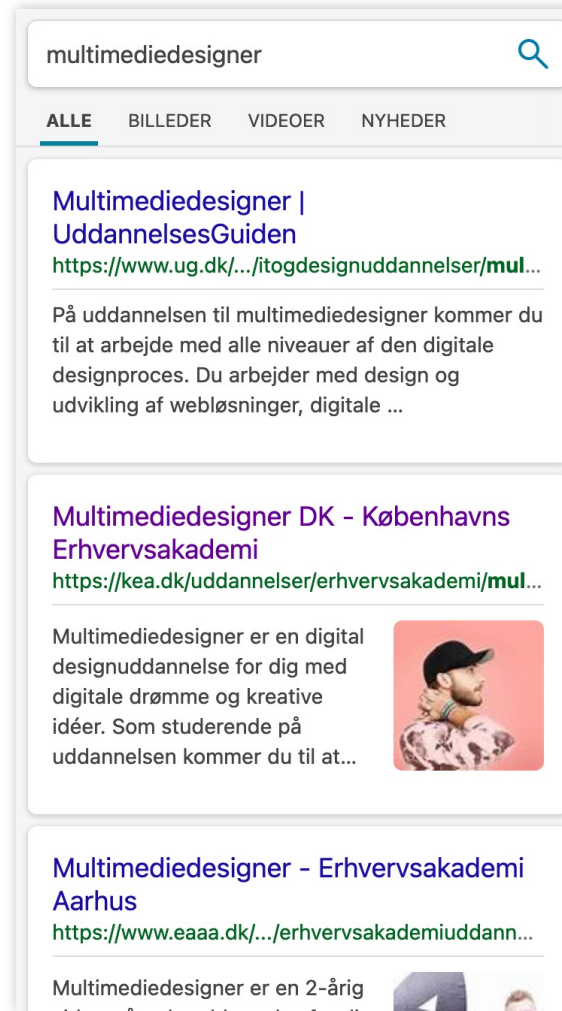 multimediedesigner
ALLE BILLEDER VIDEOER NYHEDER
Multimediedesigner |
UddannelsesGuiden
https://www.ug.dk/.../itogdesignuddannelser/mul...
På uddannelsen til multimediedesigner kommer du
til at arbejde med alle niveauer af den digitale
designproces. Du arbejder med design og
udvikling af webløsninger, digitale ...
Multimediedesigner DK - Københavns
Erhvervsakademi
https://kea.dk/uddannelser/erhvervsakademi/mul...
Multimediedesigner er en digital
designuddannelse for dig med
digitale drømme og kreative
idéer. Som studerende på
uddannelsen kommer du til at...
Multimediedesigner - Erhvervsakademi
Aarhus
https://www.eaaa.dk/.../erhvervsakademiuddann...
Multimediedesigner er en 2-årig